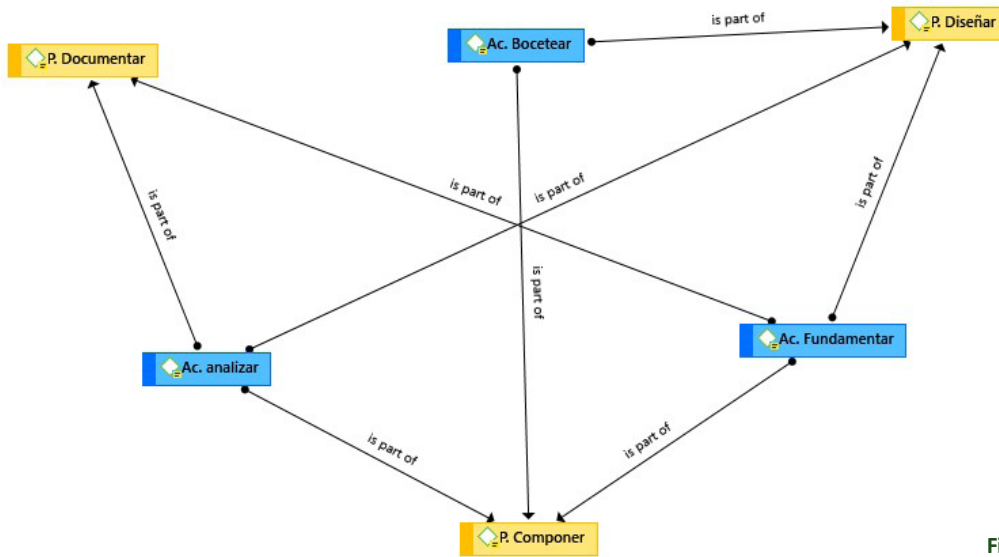 is part of
P. Diseñar
Ac. Bocetear
P. Documentar
is part of
is part of
is part of
is part of
is part of
Ac. Fundamentar
Ac. analizar
is part of
is part of
P. Componer
Fi